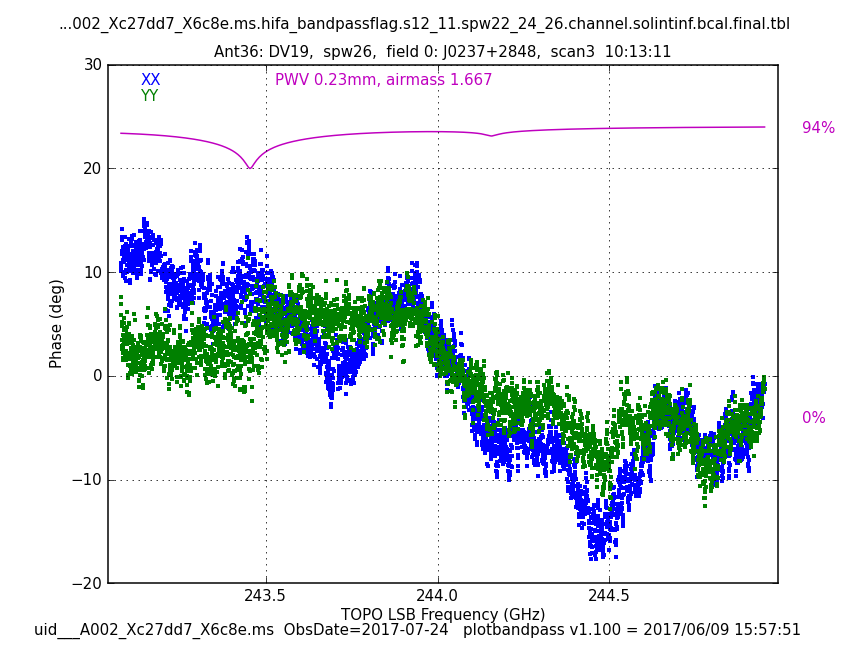 ...002_Xc27dd7_X6c8e.ms.hifa_bandpassflag.s12_11.spw22_24_26.channel.solintinf.bcal.final.tbl
Ant36: DV19, spw26, field 0: J0237+2848, scan3 10:13:11
30
XX
PWV 0.23mm, airmass 1.667
YY
94%
20
10
Phase (deg)
0
0%
−10
−20
243.5
244.0
244.5
TOPO LSB Frequency (GHz)
uid___A002_Xc27dd7_X6c8e.ms ObsDate=2017-07-24 plotbandpass v1.100 = 2017/06/09 15:57:51